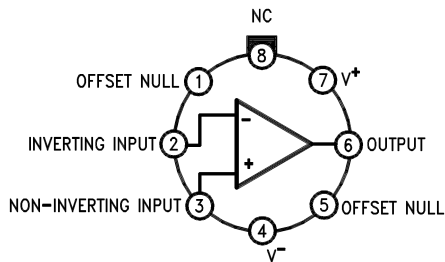 NC
8
OFFSET NULL 1
7 V+
INVERTING INPUT 2
-
6 OUTPUT
+
NON-INVERTING INPUT 3
5 OFFSET NULL
4
V-